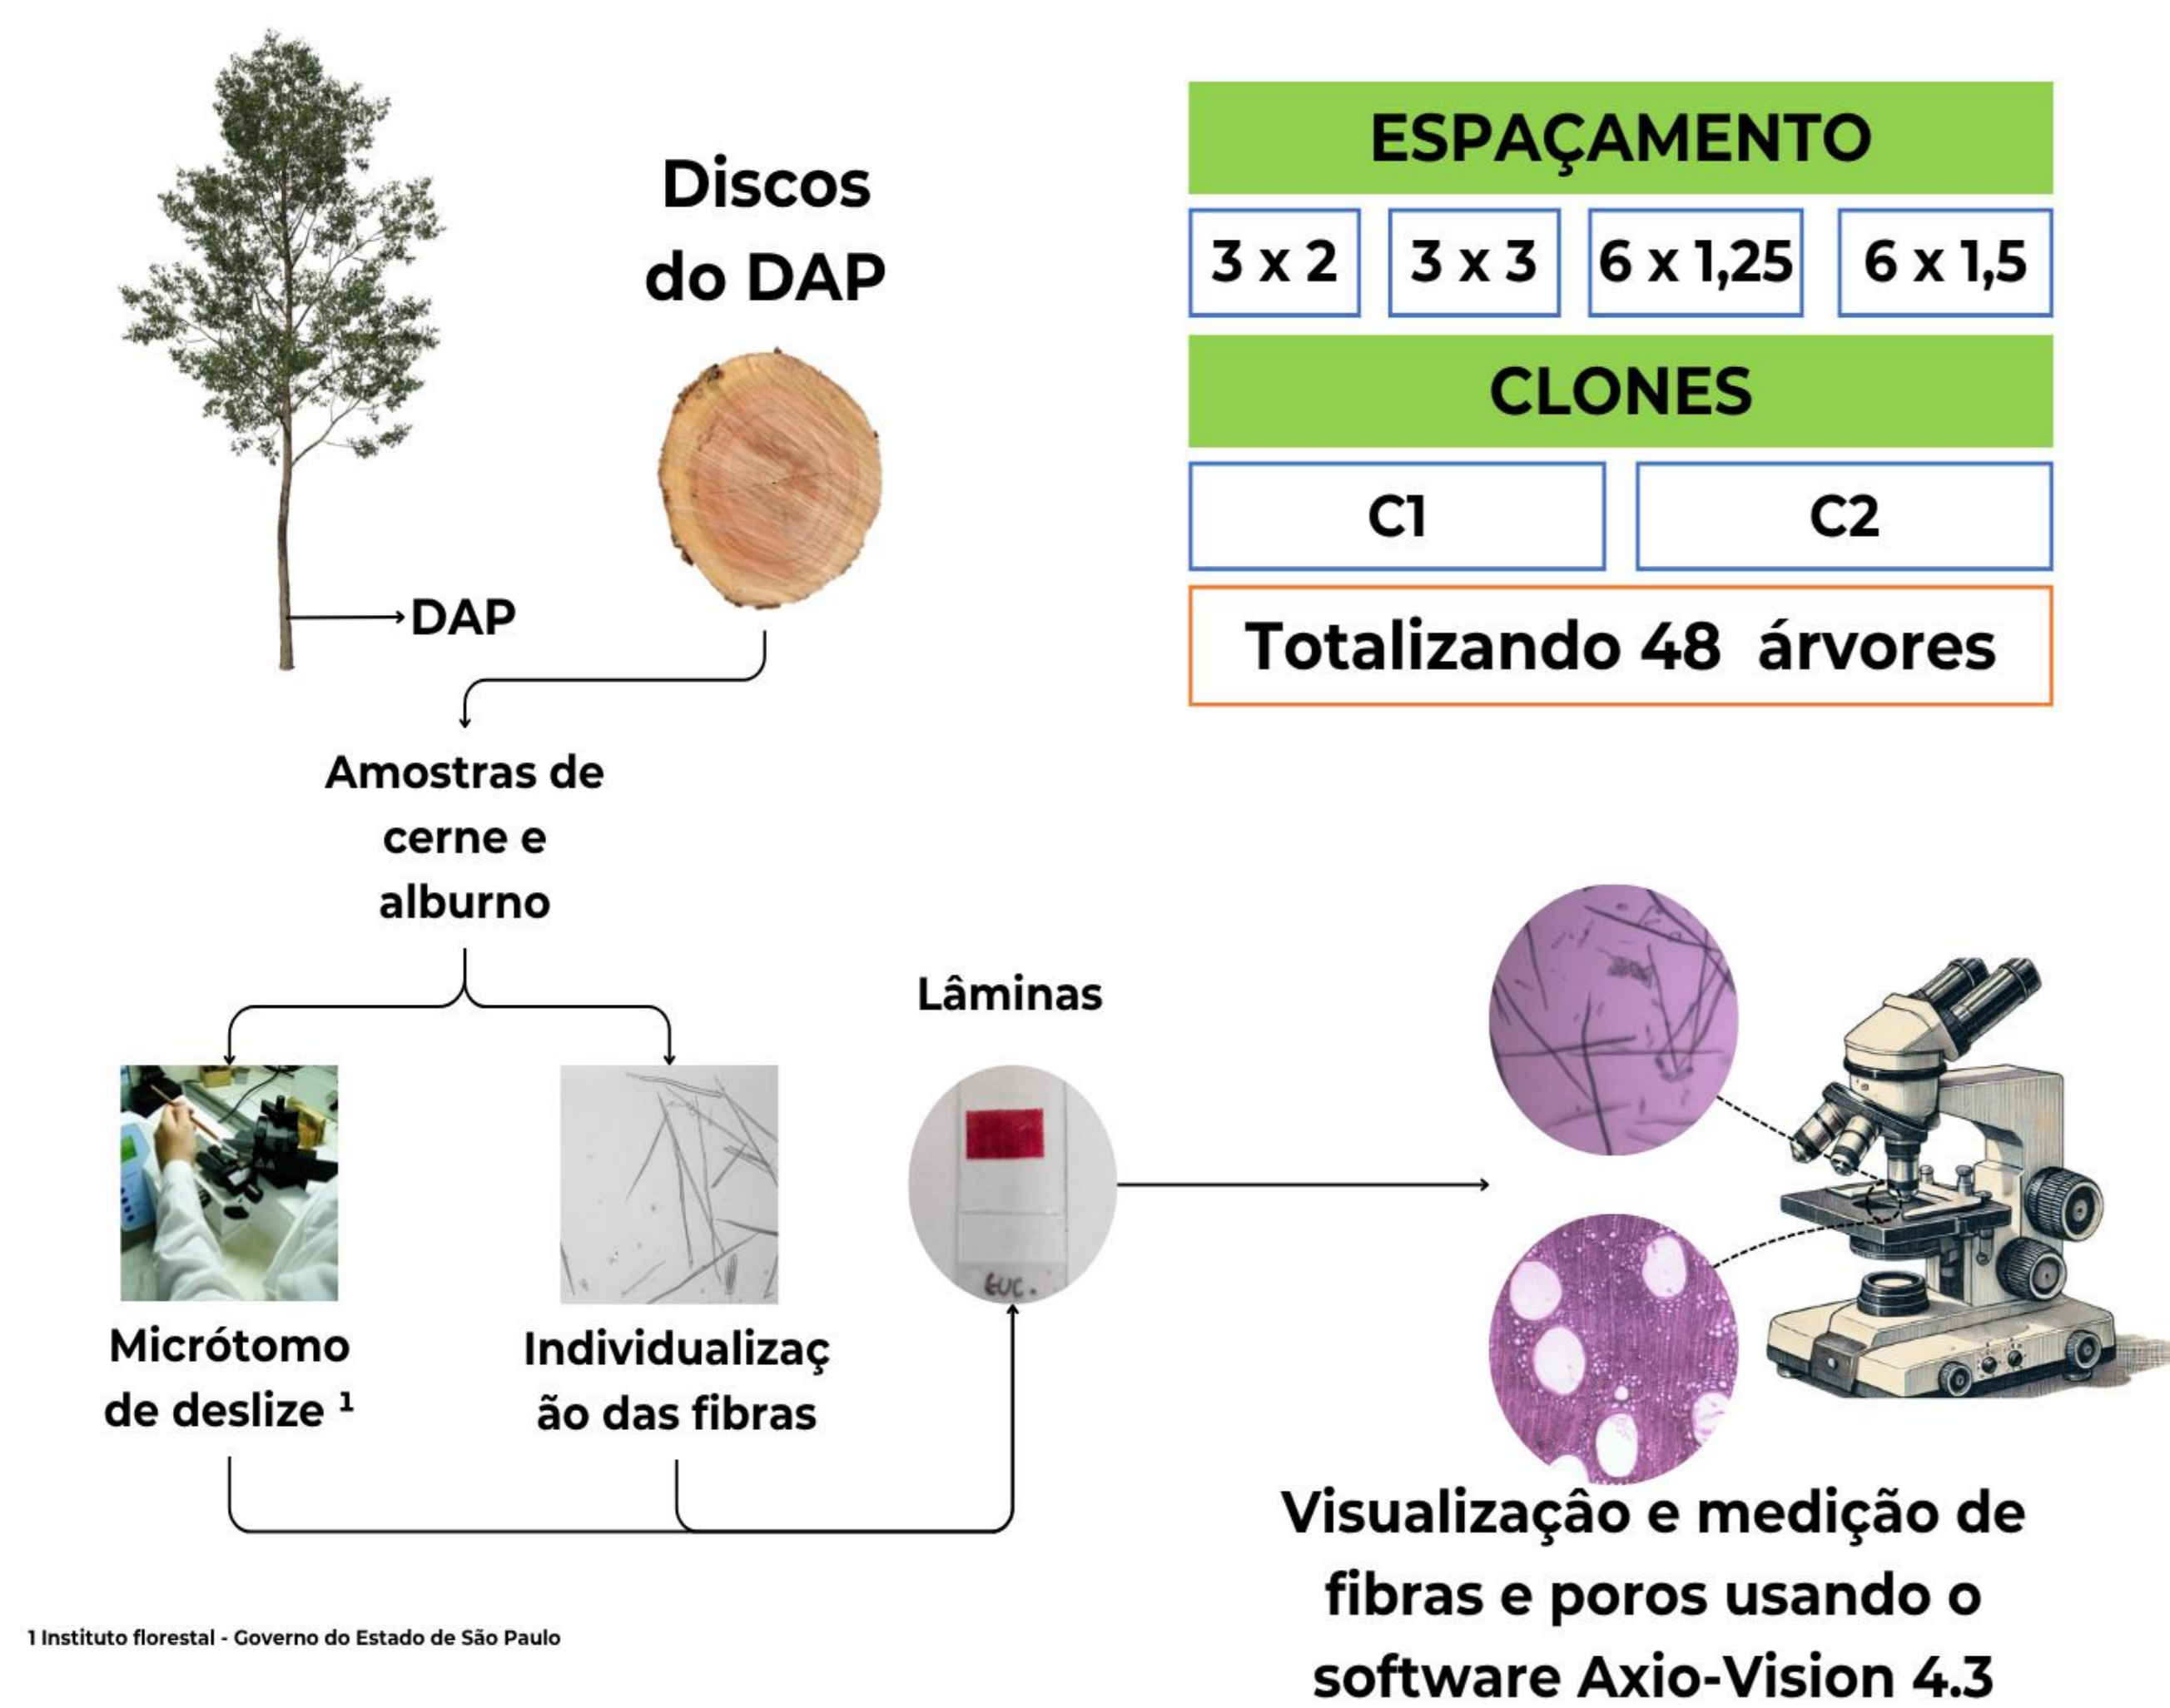 Discos
do DAP
DAP
ESPAÇAMENTO
3 x 2
3 x 3
6 x 1,25
6 x 1,5
CLONES
C1
C2
Totalizando 48 árvores
Amostras de
cerne e
alburno
Micrótomo
de deslize ¹
Individualizaç
ão das fibras
Lâminas
EUC.
Visualizaçâo e medição de
fibras e poros usando o
software Axio-Vision 4.3
1 Instituto florestal - Governo do Estado de São Paulo